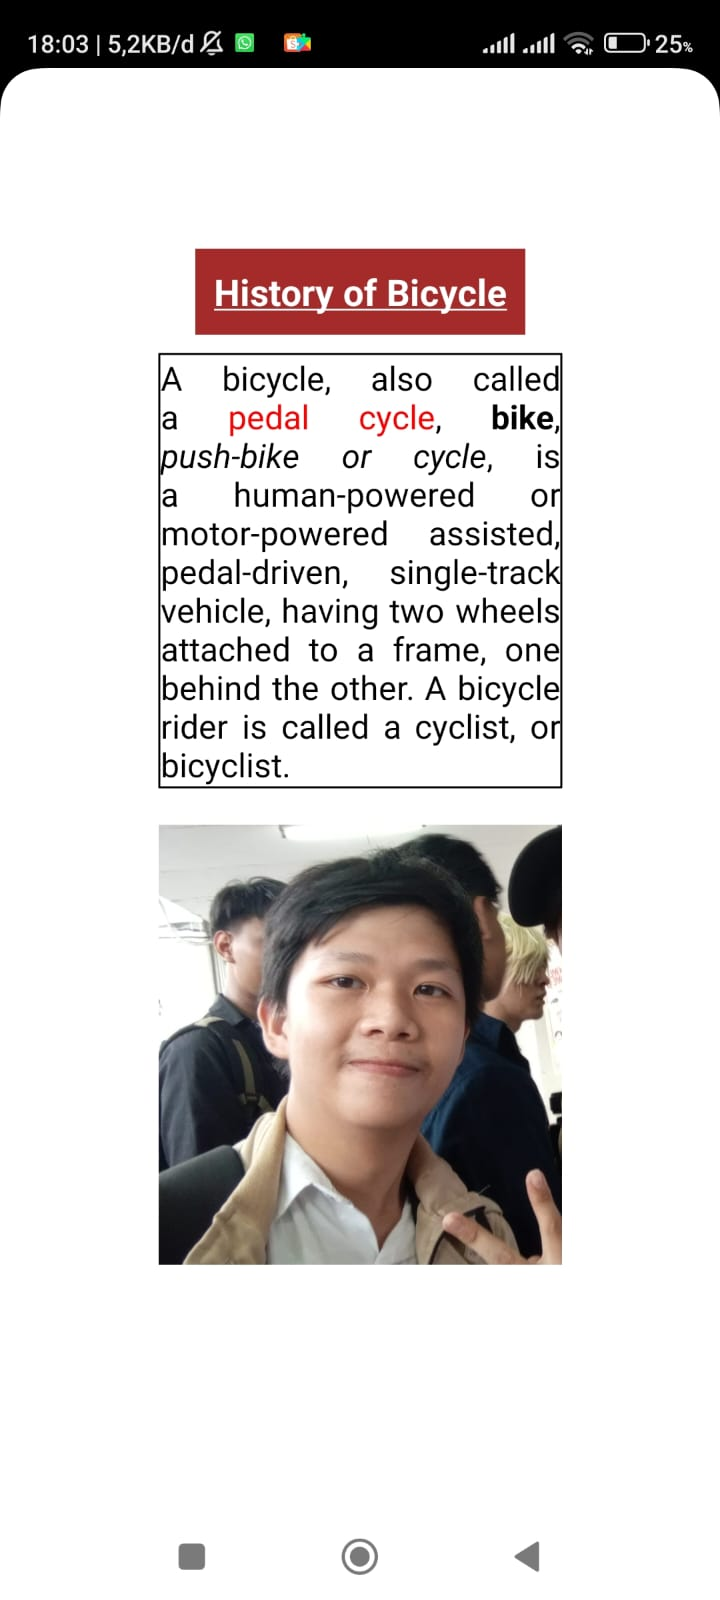 18:03 | 5,2KB/d
25%
History of Bicycle
A bicycle, also called
a pedal cycle, bike,
push-bike or cycle, is
a human-powered or
motor-powered assisted,
pedal-driven, single-track
vehicle, having two wheels
attached to a frame, one
behind the other. A bicycle
rider is called a cyclist, or
bicyclist.